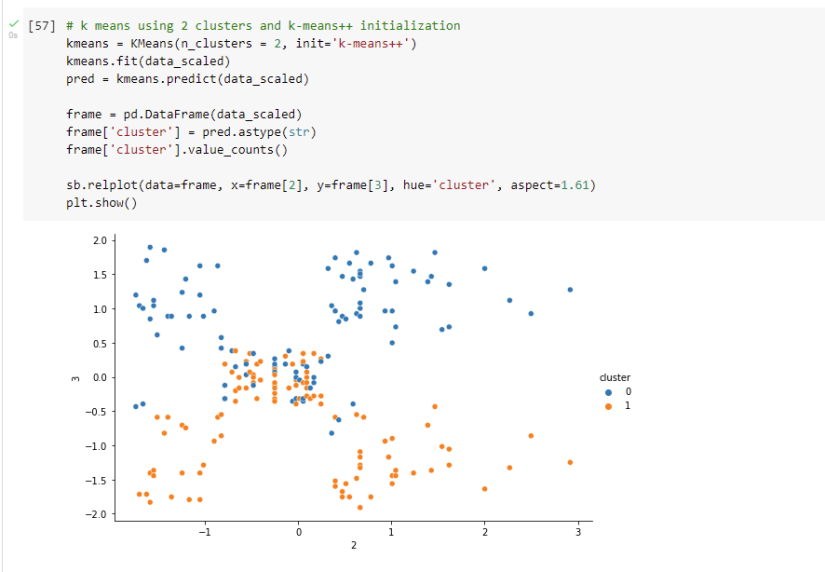 [57] # k means using 2 clusters and k-means++ initialization
kmeans = KMeans(n_clusters = 2, init='k-means++')
kmeans.fit(data_scaled)
pred = kmeans.predict(data_scaled)
frame = pd.DataFrame(data_scaled)
frame['cluster'] = pred.astype(str)
frame['cluster'].value_counts()
sb.relplot(data=frame, x=frame[2], y=frame[3], hue='cluster', aspect=1.61)
plt.show()
0s
2.0
1.5
1.0
0.5
0.0
−0.5
−1.0
−1.5
−2.0
3
−1 0 1 2 3
2
cluster
0
1